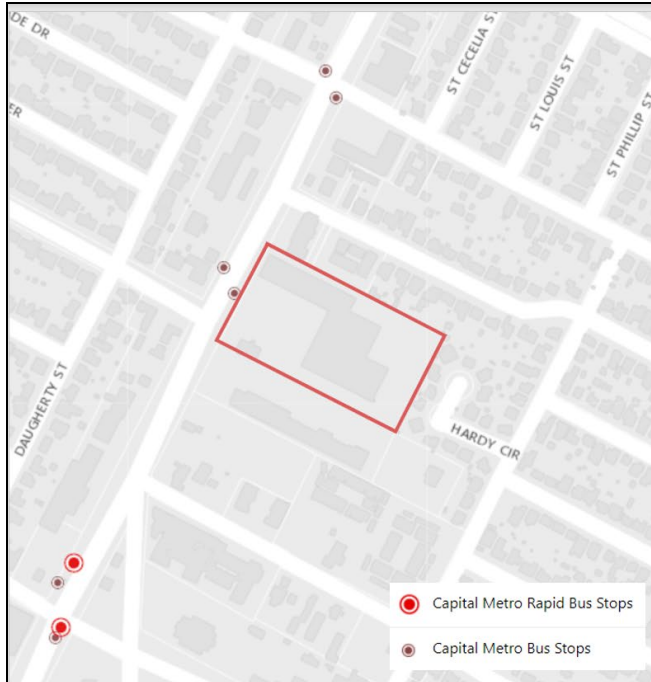 DE DR
ER
ST CECELIA ST
ST LOUIS ST
ST PHILLIP ST
DAUGHERTY ST
HARDY CIR
Capital Metro Rapid Bus Stops
Capital Metro Bus Stops